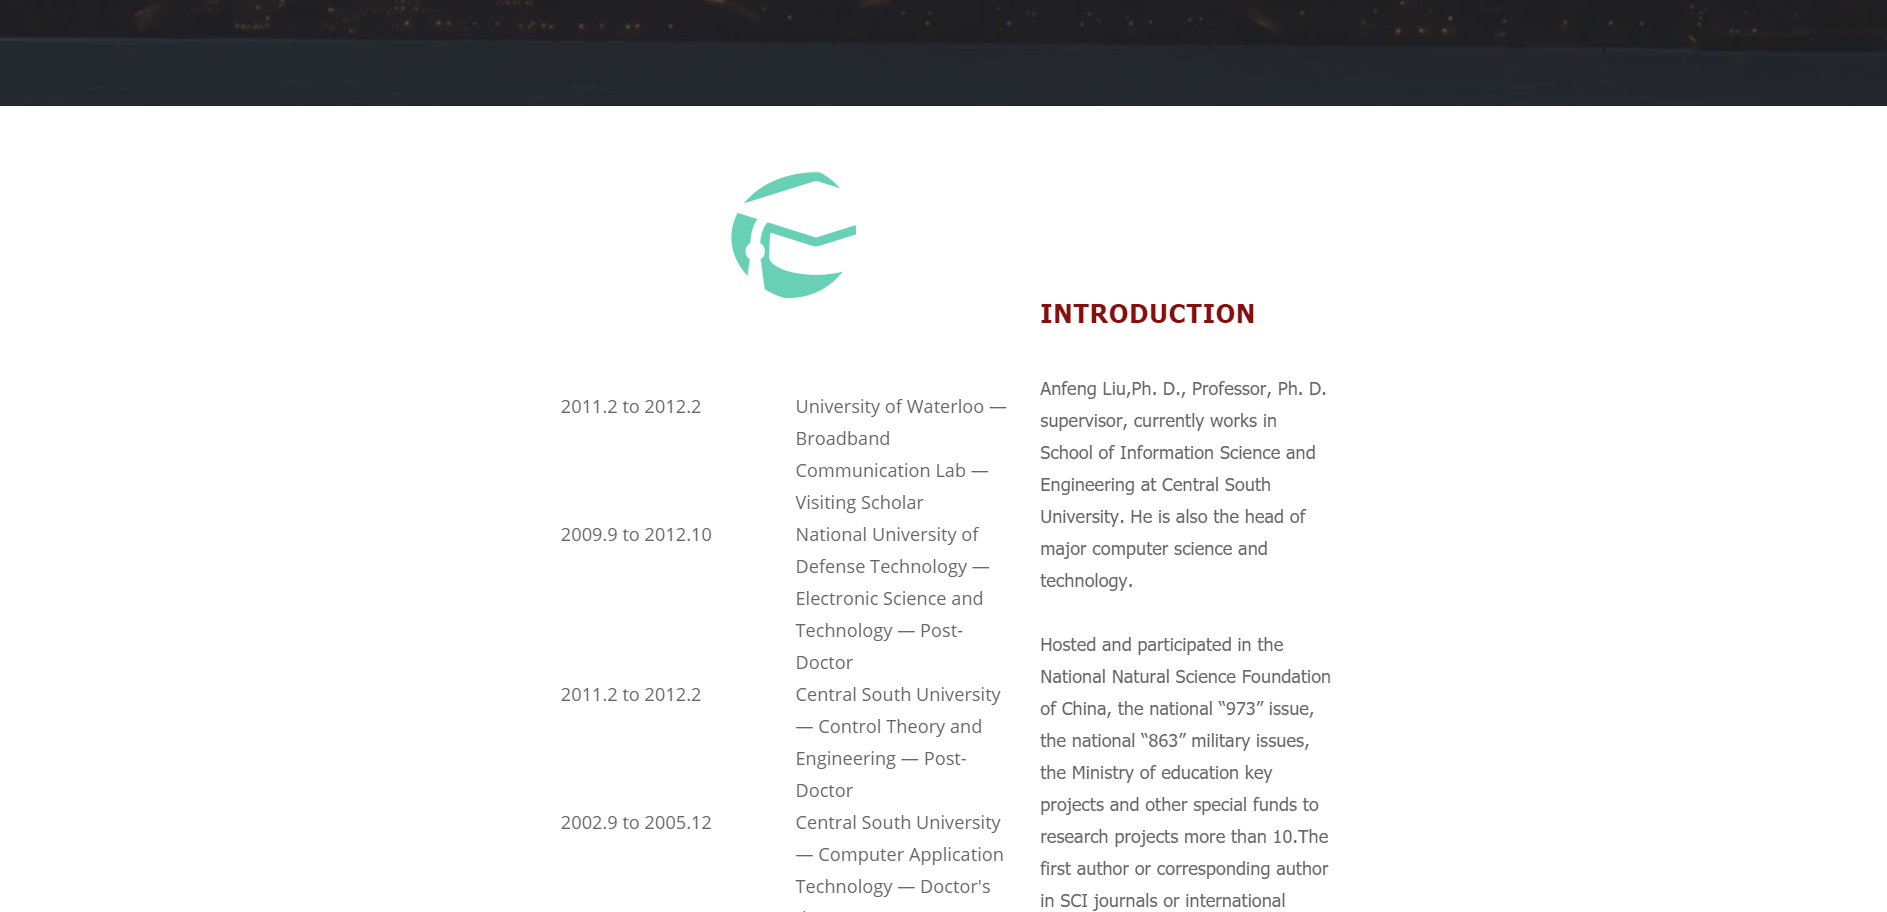 2011.2 to 2012.2
University of Waterloo —
Broadband
Communication Lab —
Visiting Scholar
2009.9 to 2012.10
National University of
Defense Technology —
Electronic Science and
Technology — Post-
Doctor
2011.2 to 2012.2
Central South University
— Control Theory and
Engineering — Post-
Doctor
2002.9 to 2005.12
Central South University
— Computer Application
Technology — Doctor's
INTRODUCTION
Anfeng Liu,Ph. D., Professor, Ph. D.
supervisor, currently works in
School of Information Science and
Engineering at Central South
University. He is also the head of
major computer science and
technology.
Hosted and participated in the
National Natural Science Foundation
of China, the national “973” issue,
the national “863” military issues,
the Ministry of education key
projects and other special funds to
research projects more than 10.The
first author or corresponding author
in SCI journals or international